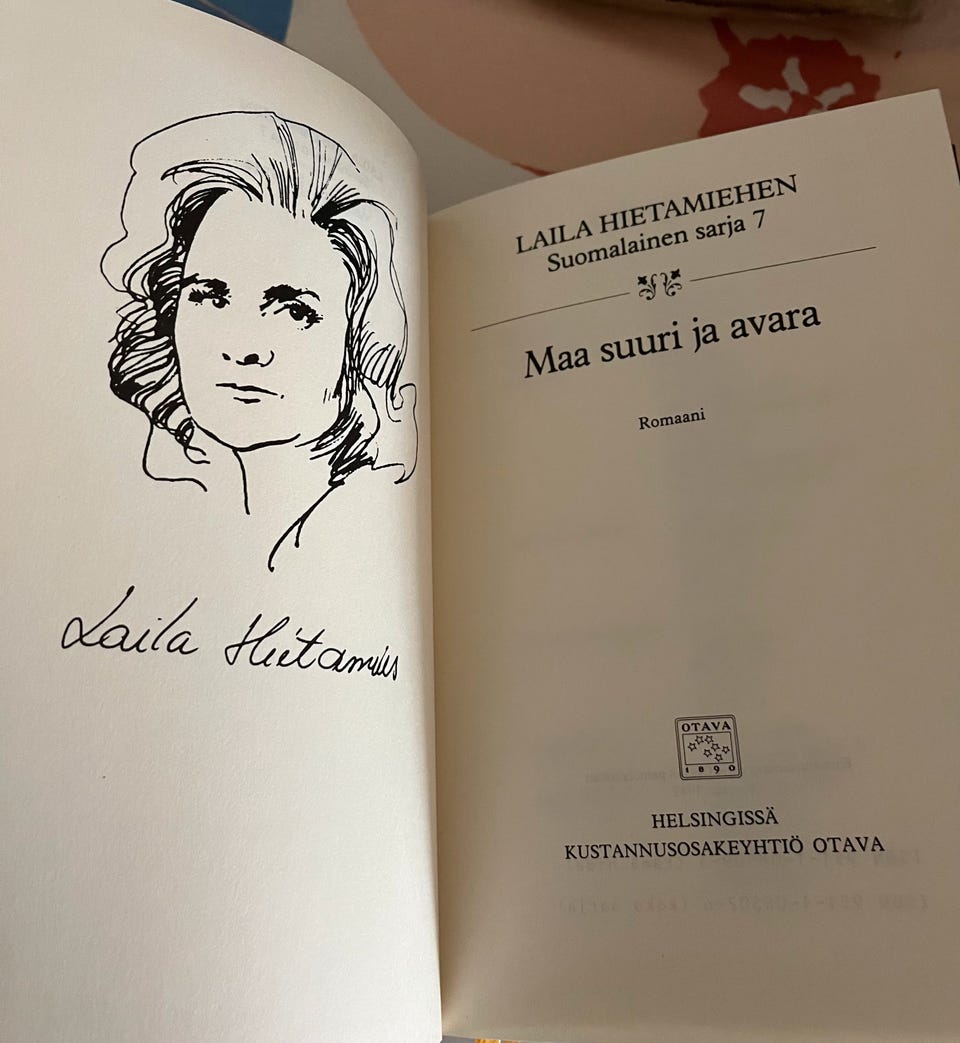 Laila Hietamies
LAILA HIETAMIEHEN
Suomalainen sarja 7
Maa suuri ja avara
Romaani
OTAVA
1890
HELSINGISSÄ
KUSTANNUSOSAKEYHTIÖ OTAVA